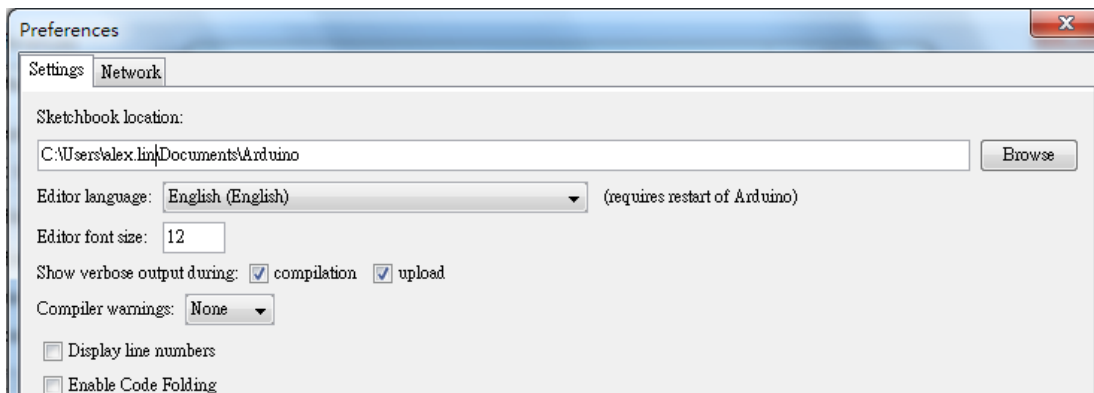 Preferences
X
Settings Network
Sketchbook location:
C:\Users\alex.lin\Documents\Arduino Browse
Editor language: English (English) (requires restart of Arduino)
Editor font size: 12
Show verbose output during: compilation upload
Compiler warnings: None
Display line numbers
Enable Code Folding